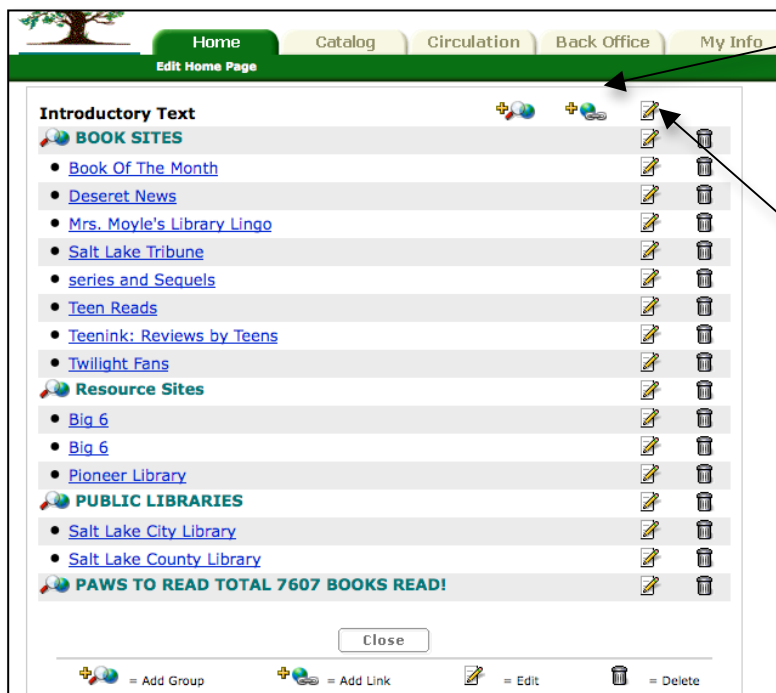 Home Catalog Circulation Back Office My Info
Edit Home Page
Introductory Text
BOOK SITES
Book Of The Month
Deseret News
Mrs. Moyle's Library Lingo
Salt Lake Tribune
series and Sequels
Teen Reads
Teenink: Reviews by Teens
Twilight Fans
Resource Sites
Big 6
Big 6
Pioneer Library
PUBLIC LIBRARIES
Salt Lake City Library
Salt Lake County Library
PAWS TO READ TOTAL 7607 BOOKS READ!
Close
= Add Group = Add Link = Edit = Delete